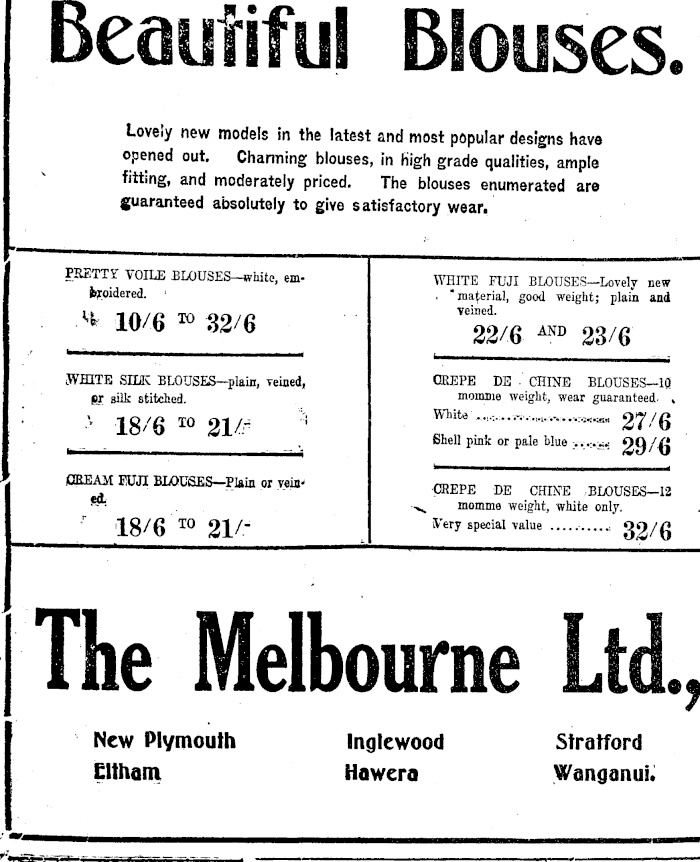 Beautiful Blouses.
Lovely new models in the latest and most popular designs have
opened out. Charming blouses, in high grade qualities, ample
fitting, and moderately priced. The blouses enumerated are
guaranteed absolutely to give satisfactory wear.
PRETTY VOILE BLOUSES—white, em-
broidered.
10/6 TO 32/6
WHITE SILK BLOUSES—plain, veined,
or silk stitched.
18/6 TO 21/-
CREAM FUJI BLOUSES—Plain or vein-
ed.
18/6 TO 21/-
WHITE FUJI BLOUSES—Lovely new
material, good weight; plain and
veined.
22/6 AND 23/6
CREPE DE CHINE BLOUSES—10
momme weight, wear guaranteed.
White .................... 27/6
Shell pink or pale blue ...... 29/6
CREPE DE CHINE BLOUSES—12
momme weight, white only.
Very special value .......... 32/6
The Melbourne Ltd.,
New Plymouth Inglewood Stratford
Eltham Hawera Wanganui.